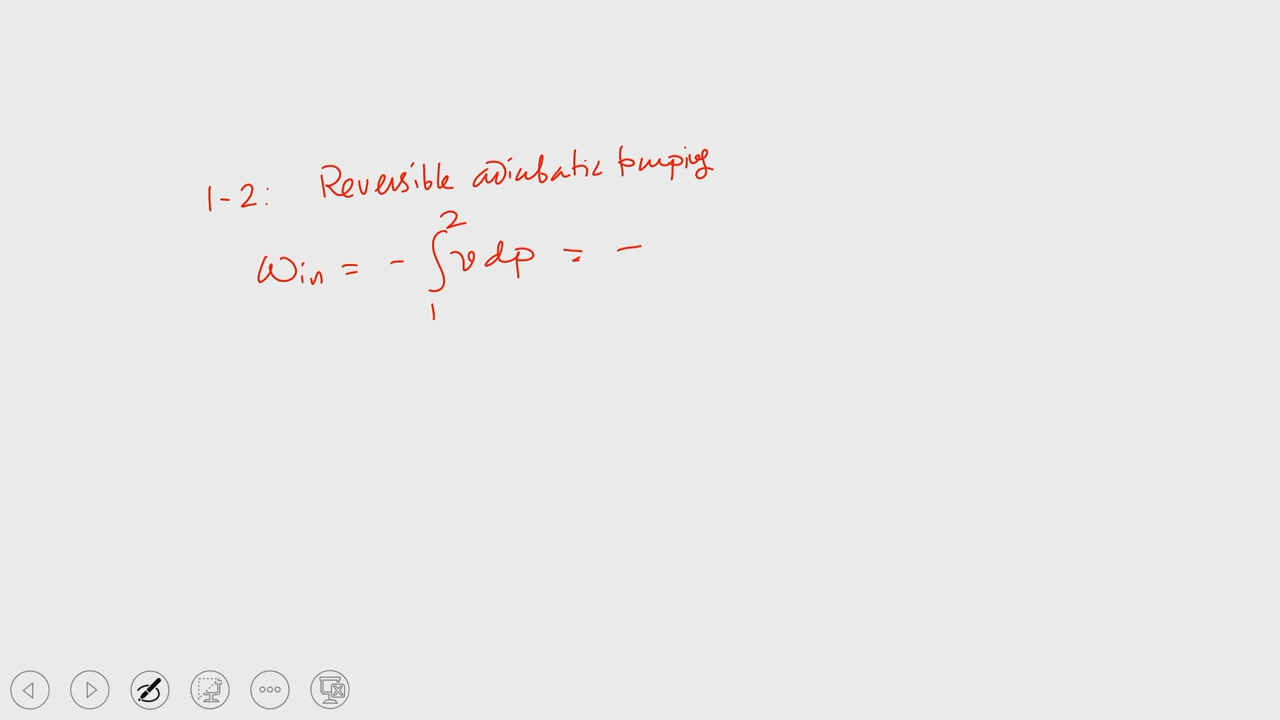 1-2: Reversible adiabatic pumping
Win = - ∫₁² v dp = -